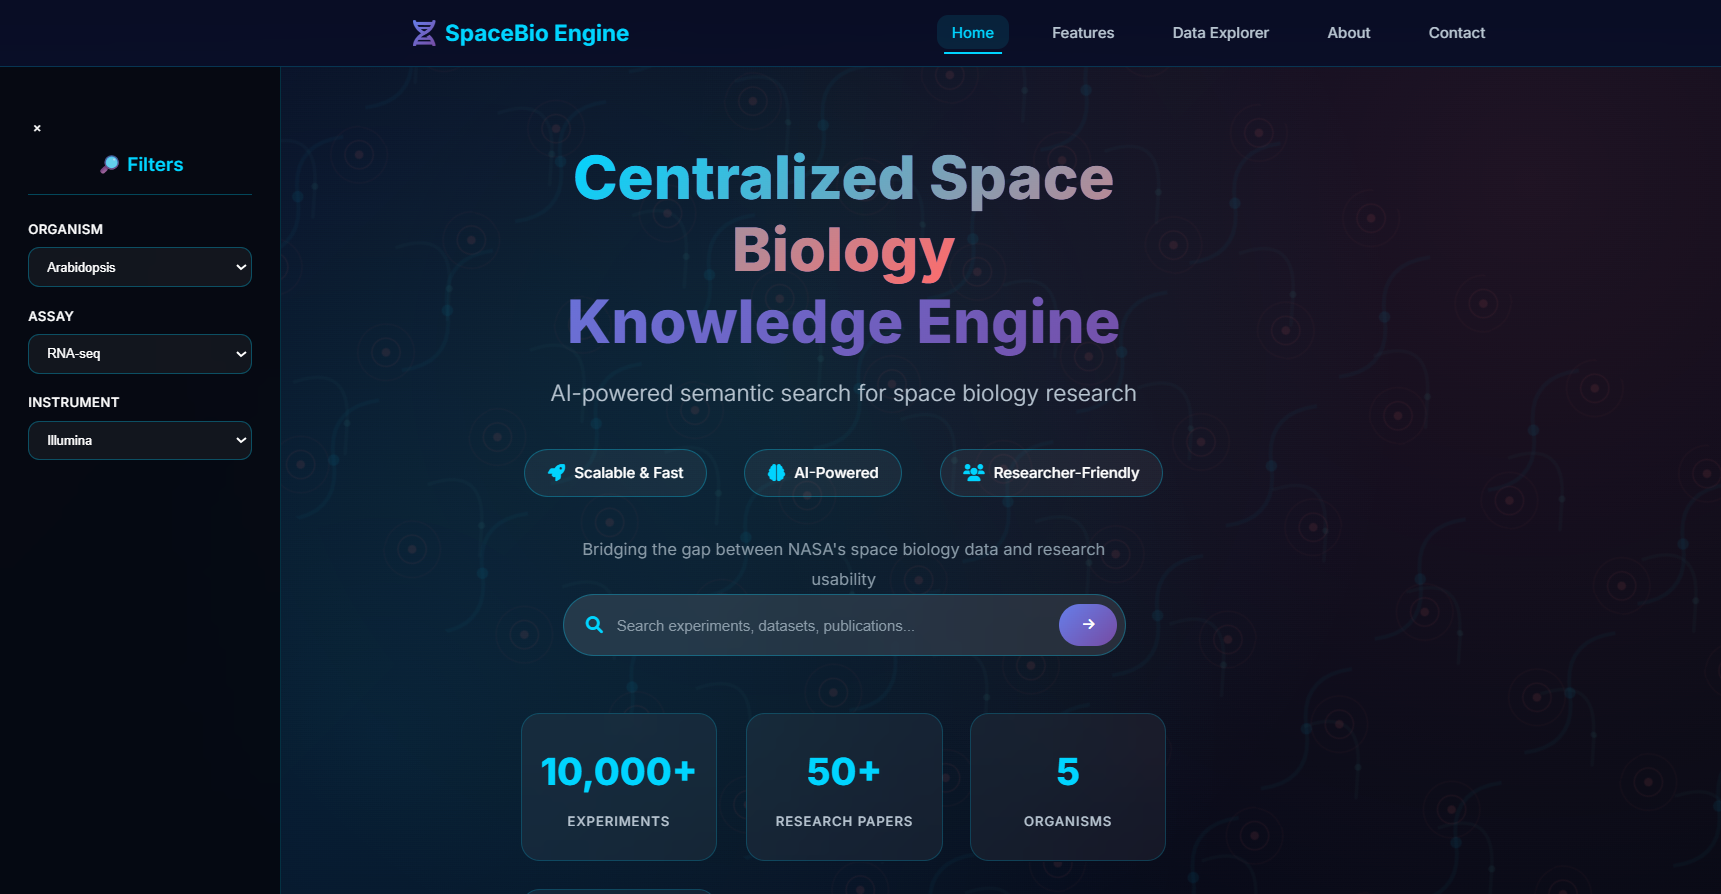 SpaceBio Engine
Home Features Data Explorer About Contact
×
Filters
ORGANISM
Arabidopsis
ASSAY
RNA-seq
INSTRUMENT
Illumina
Centralized Space
Biology
Knowledge Engine
AI-powered semantic search for space biology research
Scalable & Fast AI-Powered Researcher-Friendly
Bridging the gap between NASA's space biology data and research
usability
Search experiments, datasets, publications...
10,000+ 50+ 5
EXPERIMENTS RESEARCH PAPERS ORGANISMS